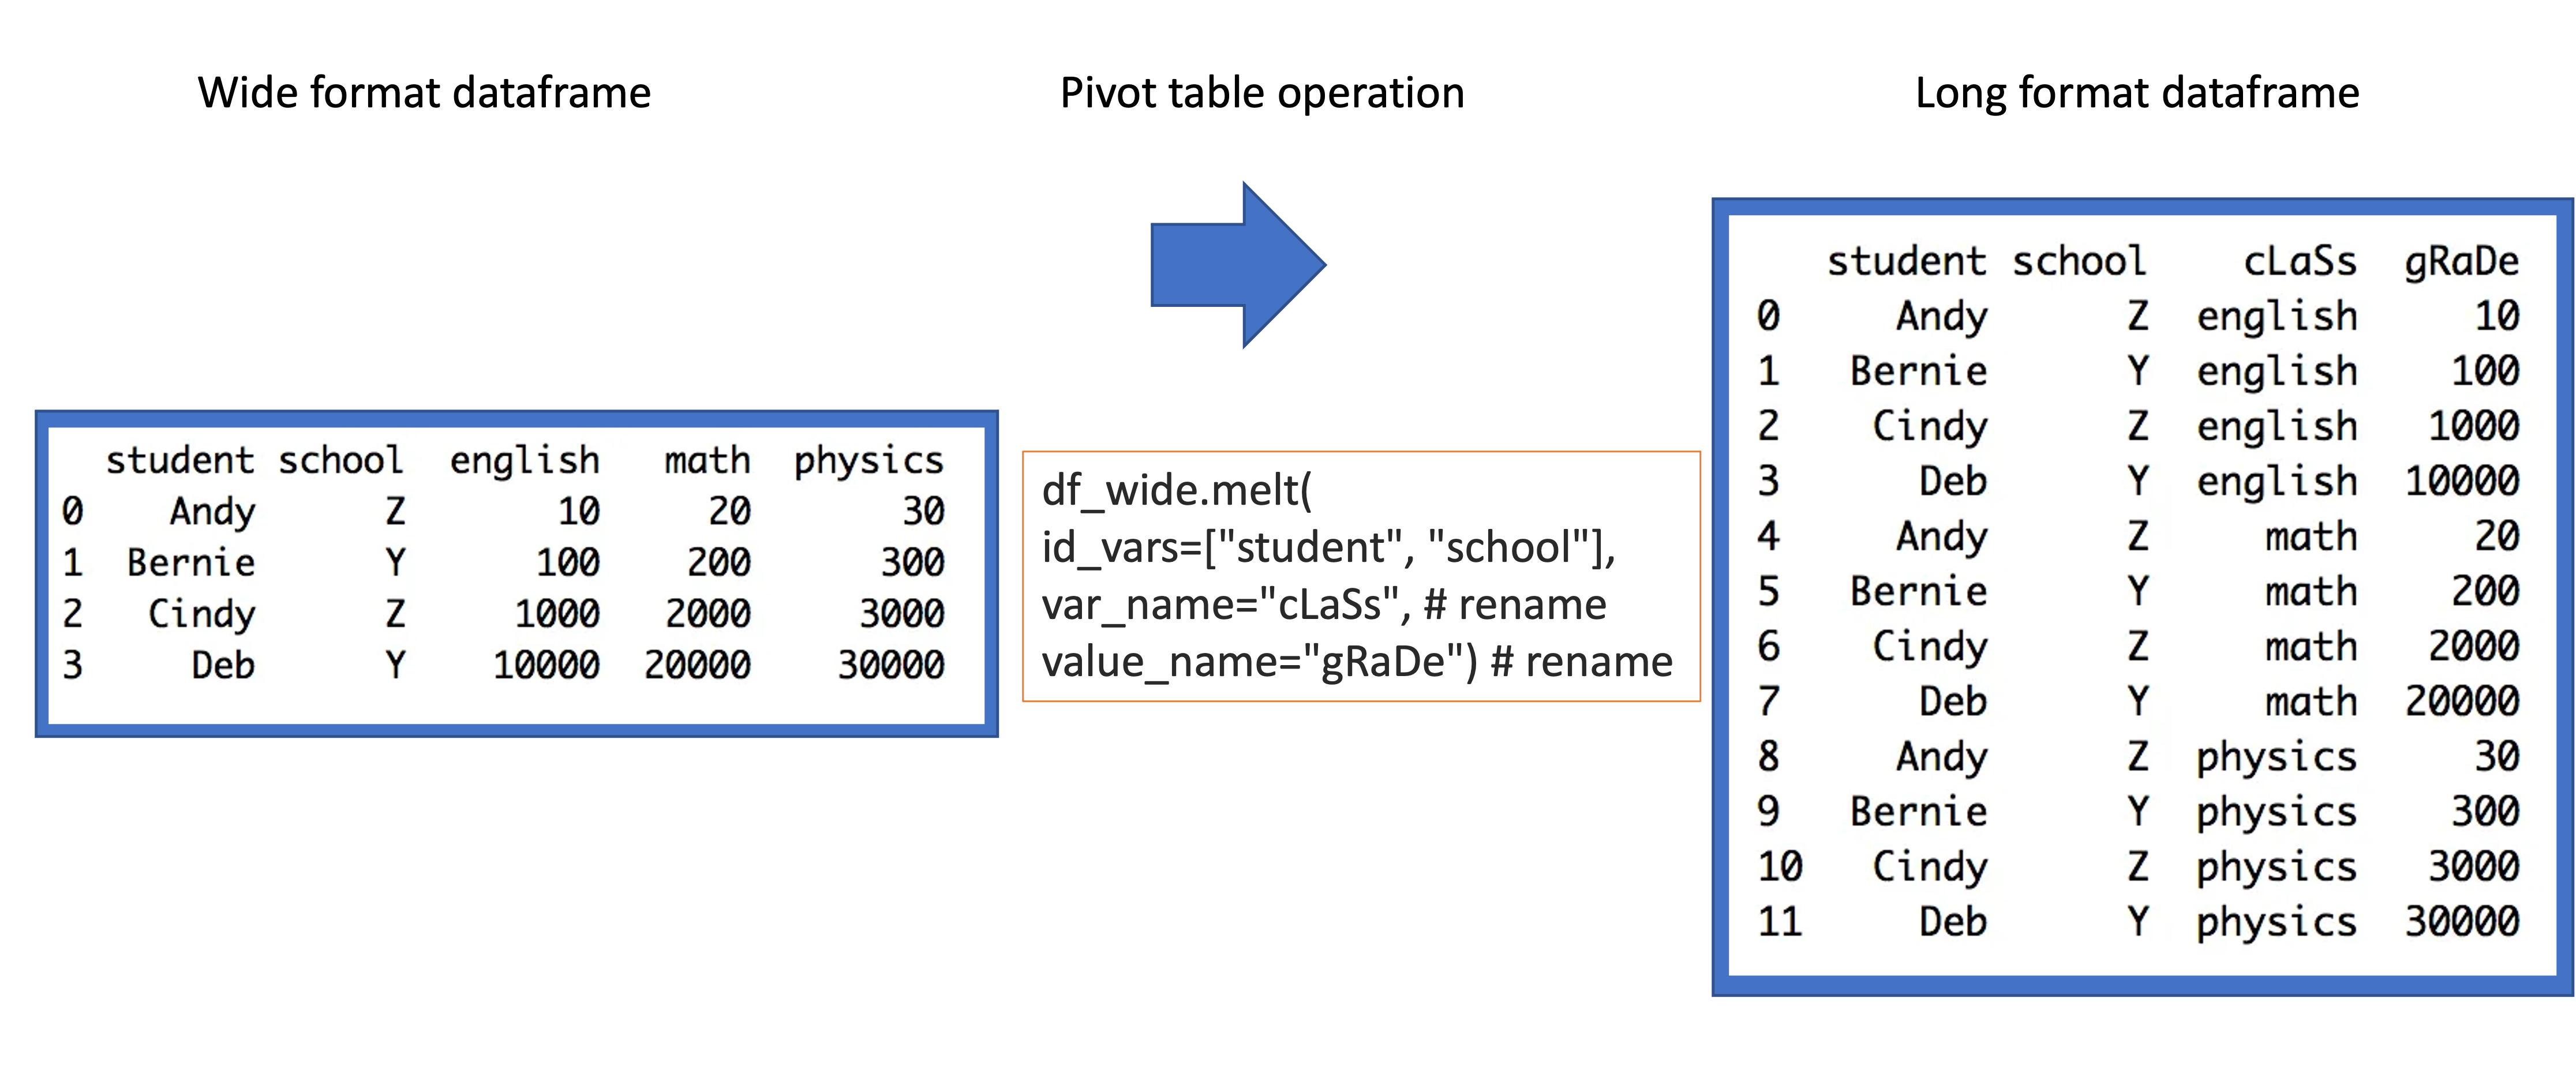 Wide format dataframe
Pivot table operation
Long format dataframe
student school english math physics
0 Andy Z 10 20 30
1 Bernie Y 100 200 300
2 Cindy Z 1000 2000 3000
3 Deb Y 10000 20000 30000
df_wide.melt(
id_vars=["student", "school"],
var_name="cLaSs", # rename
value_name="gRaDe") # rename
student school cLaSs gRaDe
0 Andy Z english 10
1 Bernie Y english 100
2 Cindy Z english 1000
3 Deb Y english 10000
4 Andy Z math 20
5 Bernie Y math 200
6 Cindy Z math 2000
7 Deb Y math 20000
8 Andy Z physics 30
9 Bernie Y physics 300
10 Cindy Z physics 3000
11 Deb Y physics 30000